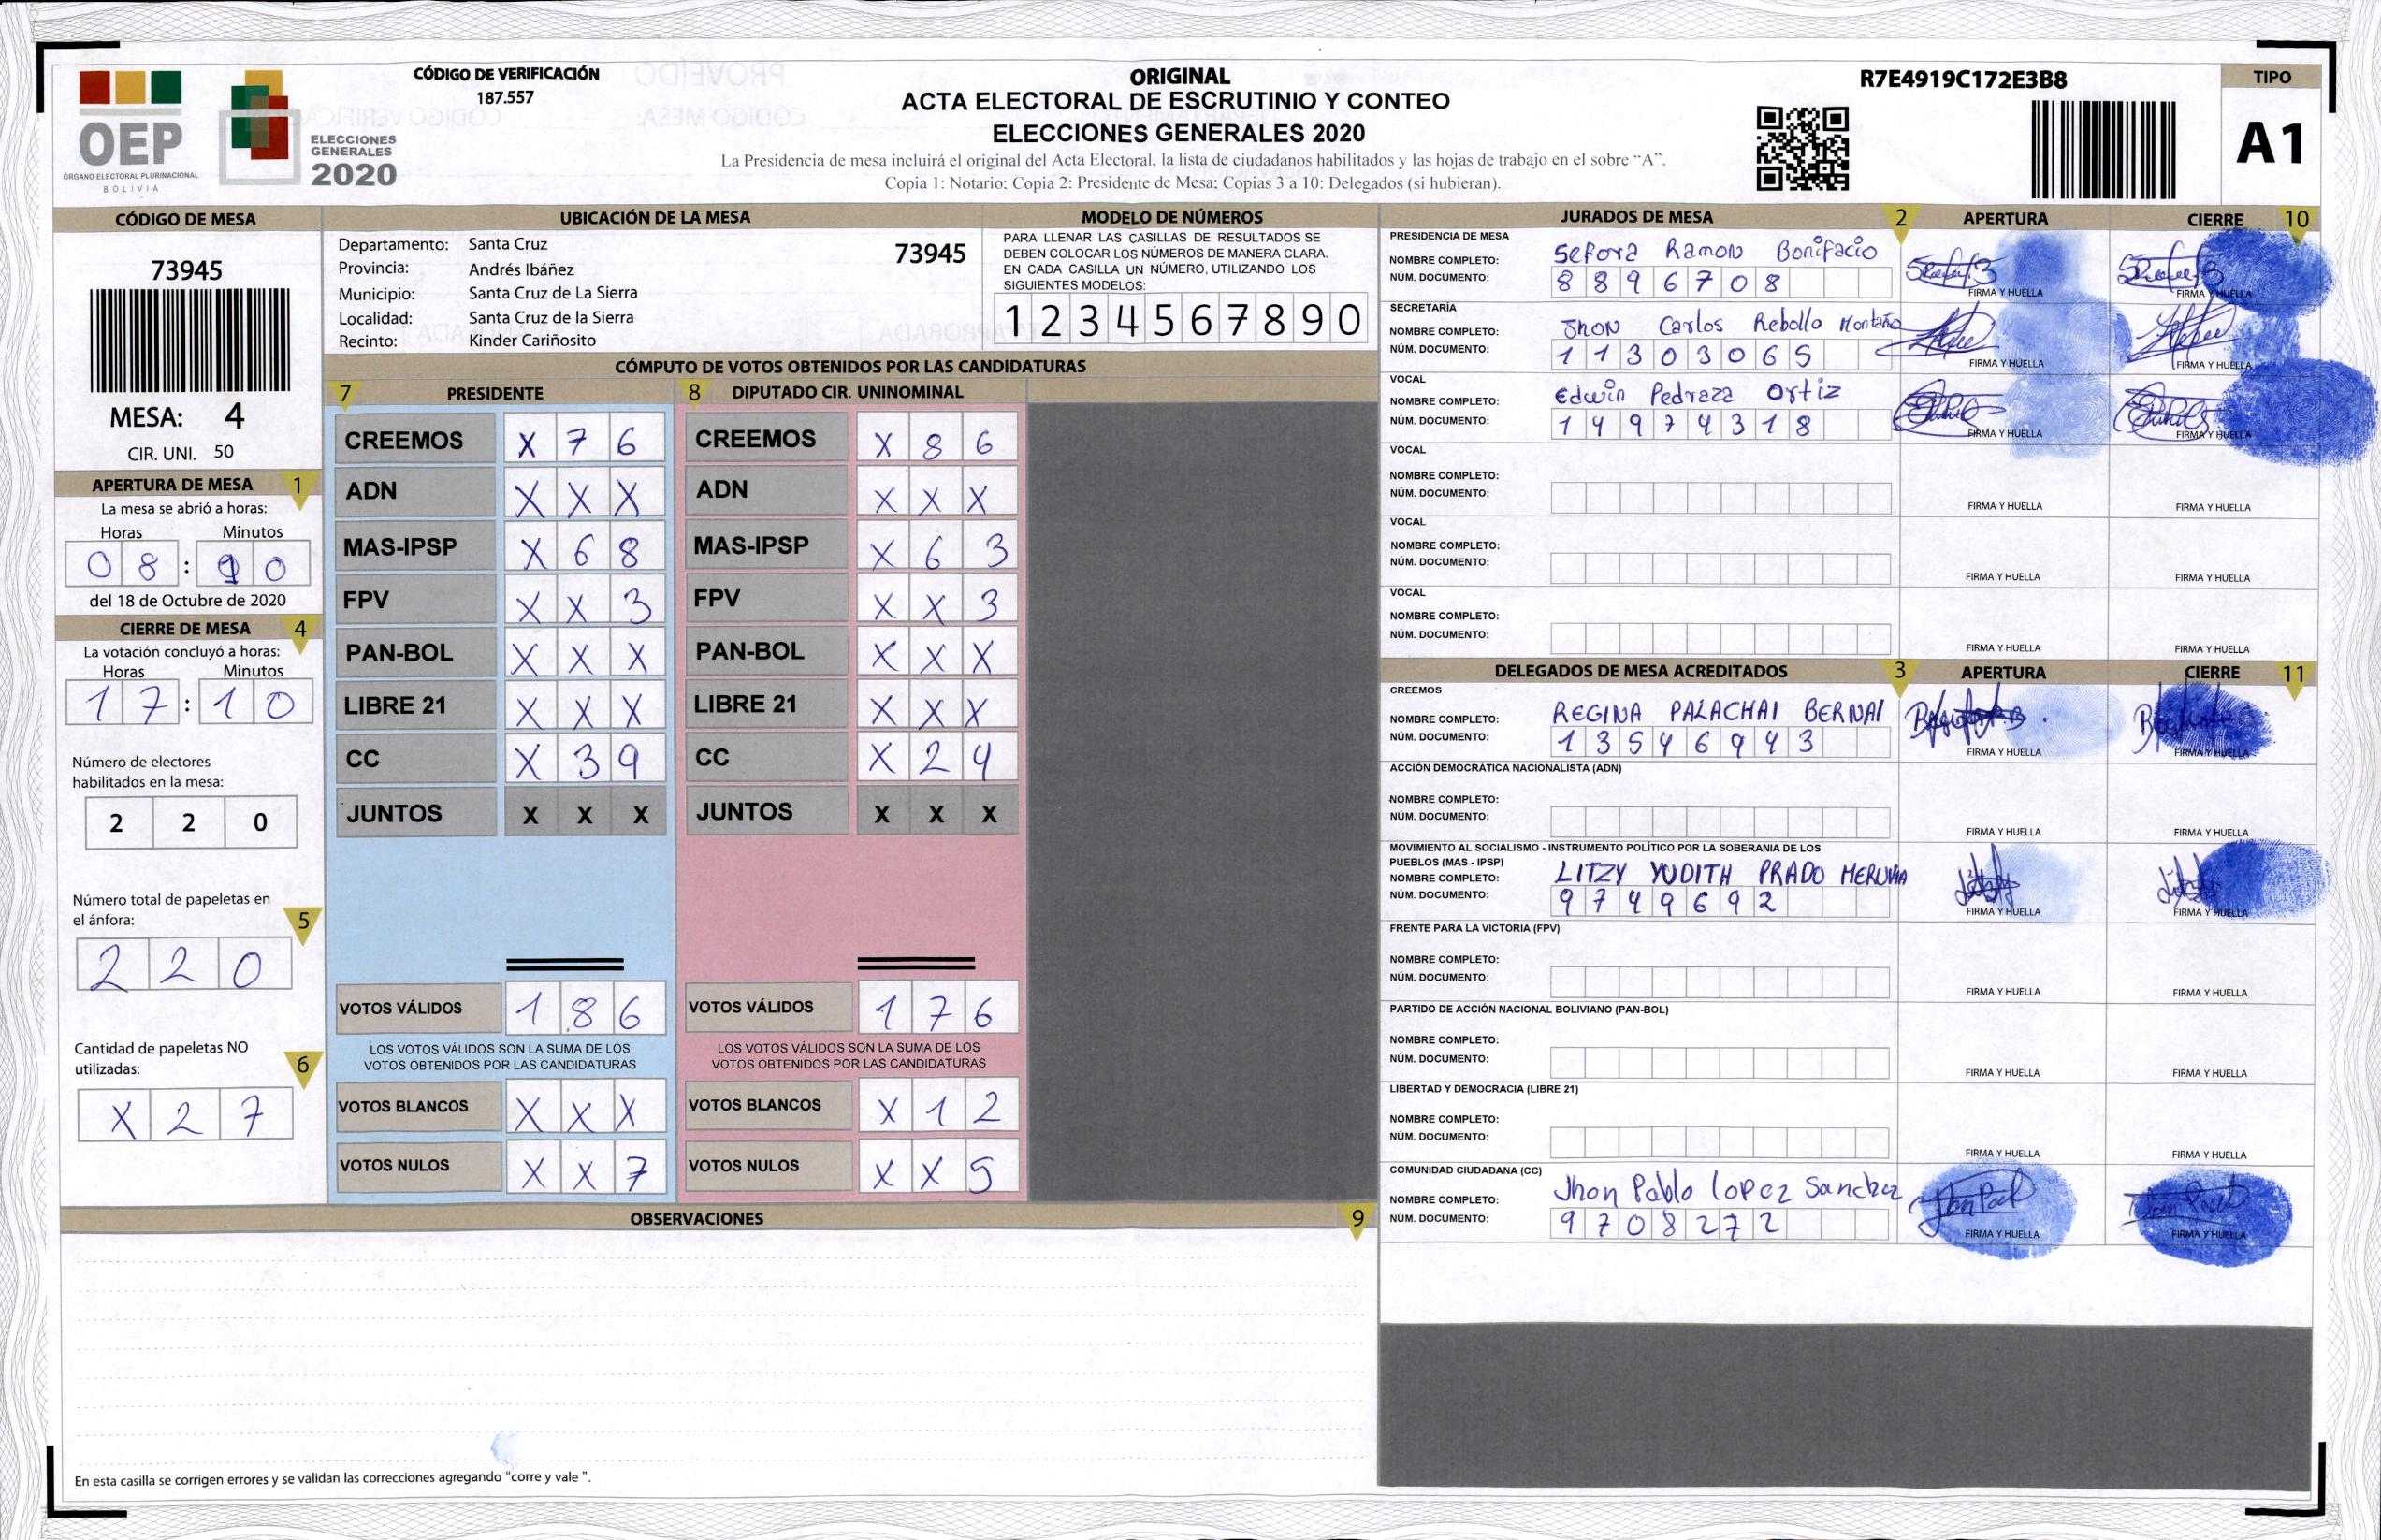 OEP
ÓRGANO ELECTORAL PLURINACIONAL
BOLIVIA
ELECCIONES
GENERALES
2020
CÓDIGO DE VERIFICACIÓN
187.557
ORIGINAL
ACTA ELECTORAL DE ESCRUTINIO Y CONTEO
ELECCIONES GENERALES 2020
La Presidencia de mesa incluirá el original del Acta Electoral, la lista de ciudadanos habilitados y las hojas de trabajo en el sobre “A”.
Copia 1: Notario; Copia 2: Presidente de Mesa; Copias 3 a 10: Delegados (si hubieran).
R7E4919C172E3B8
TIPO
A1
CÓDIGO DE MESA
73945
MESA: 4
CIR. UNI. 50
APERTURA DE MESA 1
La mesa se abrió a horas:
Horas Minutos
0 8 : 0
del 18 de Octubre de 2020
CIERRE DE MESA 4
La votación concluyó a horas:
Horas Minutos
1 7 : 1 0
Número de electores
habilitados en la mesa:
2 2 0
Número total de papeletas en
el ánfora: 5
2 2 0
Cantidad de papeletas NO
utilizadas: 6
X 2 7
UBICACIÓN DE LA MESA
Departamento: Santa Cruz 73945
Provincia: Andrés Ibáñez
Municipio: Santa Cruz de La Sierra
Localidad: Santa Cruz de la Sierra
Recinto: Kinder Cariñosito
MODELO DE NÚMEROS
PARA LLENAR LAS CASILLAS DE RESULTADOS SE
DEBEN COLOCAR LOS NÚMEROS DE MANERA CLARA.
EN CADA CASILLA UN NÚMERO, UTILIZANDO LOS
SIGUIENTES MODELOS:
1 2 3 4 5 6 7 8 9 0
CÓMPUTO DE VOTOS OBTENIDOS POR LAS CANDIDATURAS
7 PRESIDENTE
CREEMOS X 7 6
ADN X X X
MAS-IPSP X 6 8
FPV X X 3
PAN-BOL X X X
LIBRE 21 X X X
CC X 3 9
JUNTOS X X X
VOTOS VÁLIDOS 1 8 6
LOS VOTOS VÁLIDOS SON LA SUMA DE LOS
VOTOS OBTENIDOS POR LAS CANDIDATURAS
VOTOS BLANCOS X X X
VOTOS NULOS X X 7
8 DIPUTADO CIR. UNINOMINAL
CREEMOS X 8 6
ADN X X X
MAS-IPSP X 6 3
FPV X X 3
PAN-BOL X X X
LIBRE 21 X X X
CC X 2 4
JUNTOS X X X
VOTOS VÁLIDOS 1 7 6
LOS VOTOS VÁLIDOS SON LA SUMA DE LOS
VOTOS OBTENIDOS POR LAS CANDIDATURAS
VOTOS BLANCOS X 1 2
VOTOS NULOS X X 5
OBSERVACIONES 9
En esta casilla se corrigen errores y se validan las correcciones agregando “corre y vale ”.
JURADOS DE MESA 2 APERTURA CIERRE 10
PRESIDENCIA DE MESA
NOMBRE COMPLETO: Sefora Ramon Bonifacio
NÚM. DOCUMENTO: 8 8 9 6 7 0 8
FIRMA Y HUELLA FIRMA Y HUELLA
SECRETARÍA
NOMBRE COMPLETO: Jhon Carlos Rebollo Montaño
NÚM. DOCUMENTO: 1 1 3 0 3 0 6 5
FIRMA Y HUELLA FIRMA Y HUELLA
VOCAL
NOMBRE COMPLETO: Edwin Pedraza Ortiz
NÚM. DOCUMENTO: 1 4 9 7 4 3 1 8
FIRMA Y HUELLA FIRMA Y HUELLA
VOCAL
NOMBRE COMPLETO:
NÚM. DOCUMENTO:
FIRMA Y HUELLA FIRMA Y HUELLA
VOCAL
NOMBRE COMPLETO:
NÚM. DOCUMENTO:
FIRMA Y HUELLA FIRMA Y HUELLA
VOCAL
NOMBRE COMPLETO:
NÚM. DOCUMENTO:
FIRMA Y HUELLA FIRMA Y HUELLA
DELEGADOS DE MESA ACREDITADOS 3 APERTURA CIERRE 11
CREEMOS
NOMBRE COMPLETO: REGINA PALACHAI BERNAI
NÚM. DOCUMENTO: 1 3 5 4 6 9 4 3
FIRMA Y HUELLA FIRMA Y HUELLA
ACCIÓN DEMOCRÁTICA NACIONALISTA (ADN)
NOMBRE COMPLETO:
NÚM. DOCUMENTO:
FIRMA Y HUELLA FIRMA Y HUELLA
MOVIMIENTO AL SOCIALISMO - INSTRUMENTO POLÍTICO POR LA SOBERANIA DE LOS
PUEBLOS (MAS - IPSP)
NOMBRE COMPLETO: LITZY YUDITH PRADO MERUVIA
NÚM. DOCUMENTO: 9 7 4 9 6 9 2
FIRMA Y HUELLA FIRMA Y HUELLA
FRENTE PARA LA VICTORIA (FPV)
NOMBRE COMPLETO:
NÚM. DOCUMENTO:
FIRMA Y HUELLA FIRMA Y HUELLA
PARTIDO DE ACCIÓN NACIONAL BOLIVIANO (PAN-BOL)
NOMBRE COMPLETO:
NÚM. DOCUMENTO:
FIRMA Y HUELLA FIRMA Y HUELLA
LIBERTAD Y DEMOCRACIA (LIBRE 21)
NOMBRE COMPLETO:
NÚM. DOCUMENTO:
FIRMA Y HUELLA FIRMA Y HUELLA
COMUNIDAD CIUDADANA (CC)
NOMBRE COMPLETO: Jhon Pablo lopez Sanchez
NÚM. DOCUMENTO: 9 7 0 8 2 7 2
FIRMA Y HUELLA FIRMA Y HUELLA